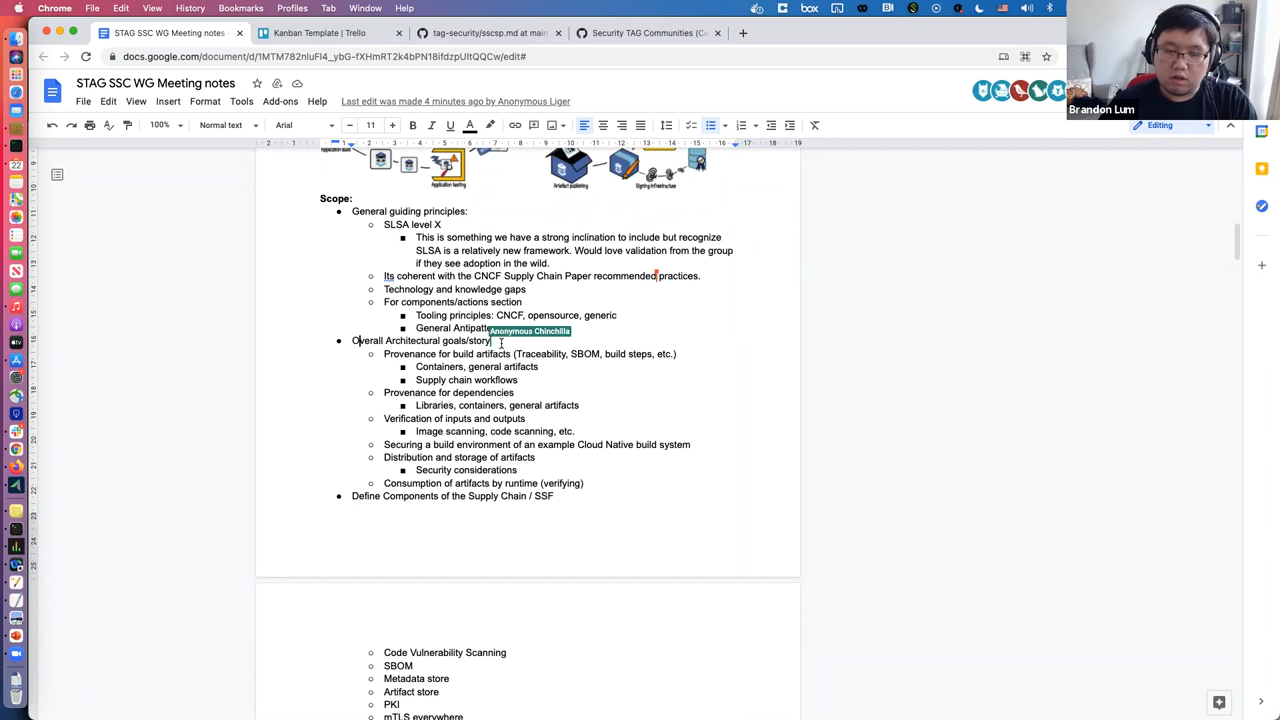 Chrome File Edit View History Bookmarks Profiles Tab Window Help
box
STAG SSC WG Meeting notes -
Kanban Template | Trello
tag-security/sscsp.md at main
Security TAG Communities (Co
STAG SSC WG Meeting notes
File Edit View Insert Format Tools Add-ons Help Last edit was made 4 minutes ago by Anonymous Liger
100% Normal text Arial 11 Editing
Brandon Lum
Application testing
Artefact publishing
Signing infrastructure
Scope:
General guiding principles:
SLSA level X
This is something we have a strong inclination to include but recognize
SLSA is a relatively new framework. Would love validation from the group
if they see adoption in the wild.
Its coherent with the CNCF Supply Chain Paper recommended practices.
Technology and knowledge gaps
For components/actions section
Tooling principles: CNCF, opensource, generic
General Antipatte
Anonymous Chinchilla
Overall Architectural goals/story
Provenance for build artifacts (Traceability, SBOM, build steps, etc.)
Containers, general artifacts
Supply chain workflows
Provenance for dependencies
Libraries, containers, general artifacts
Verification of inputs and outputs
Image scanning, code scanning, etc.
Securing a build environment of an example Cloud Native build system
Distribution and storage of artifacts
Security considerations
Consumption of artifacts by runtime (verifying)
Define Components of the Supply Chain / SSF
Code Vulnerability Scanning
SBOM
Metadata store
Artifact store
PKI
mTLS everywhere